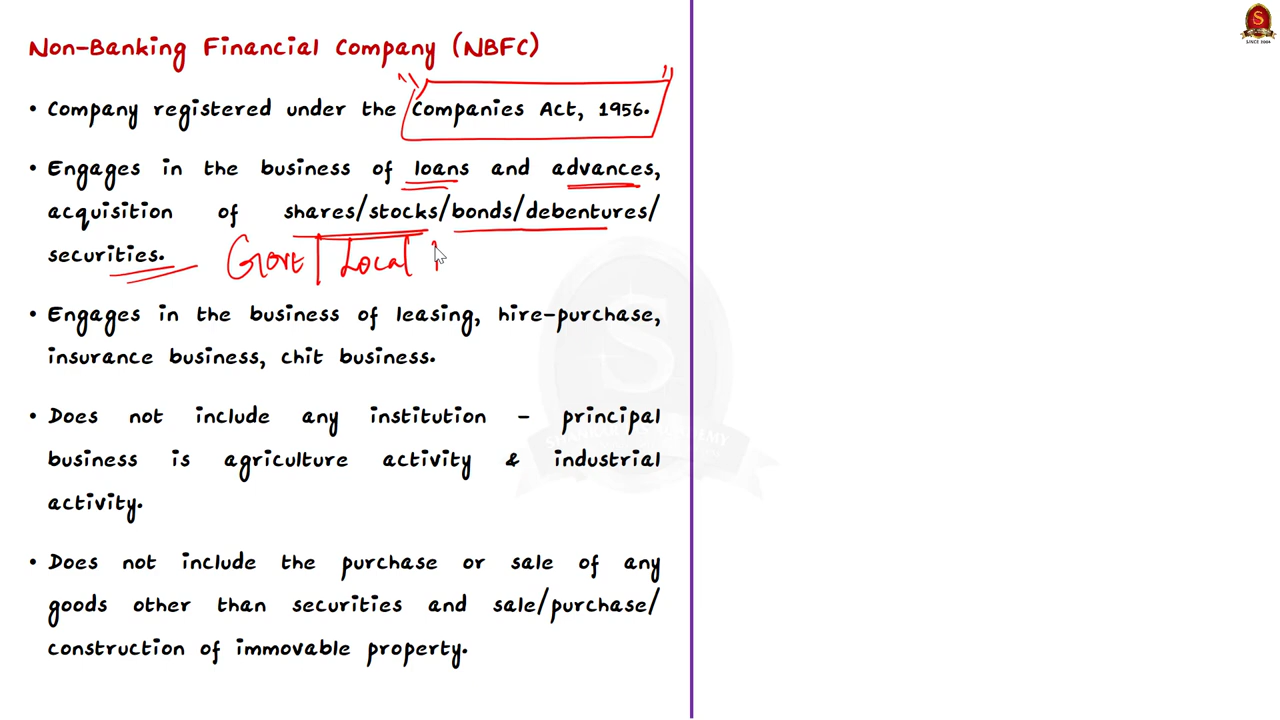 Non-Banking Financial Company (NBFC)
• Company registered under the Companies Act, 1956.
• Engages in the business of loans and advances,
acquisition of shares/stocks/bonds/debentures/
securities. Govt Local
• Engages in the business of leasing, hire-purchase,
insurance business, chit business.
• Does not include any institution - principal
business is agriculture activity & industrial
activity.
• Does not include the purchase or sale of any
goods other than securities and sale/purchase/
construction of immovable property.
S
SINCE 2004